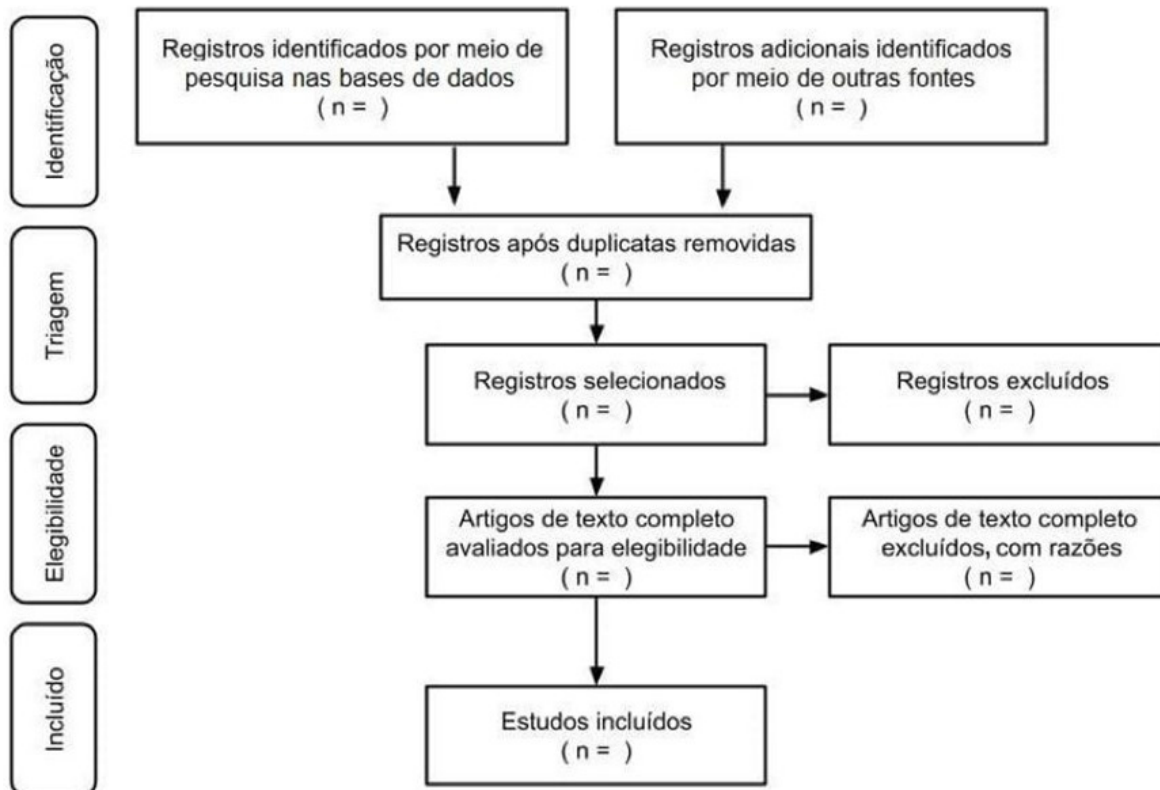 Identificação
Registros identificados por meio de
pesquisa nas bases de dados
( n = )
Registros adicionais identificados
por meio de outras fontes
( n = )
Triagem
Registros após duplicatas removidas
( n = )
Registros selecionados
( n = )
Registros excluídos
( n = )
Elegibilidade
Artigos de texto completo
avaliados para elegibilidade
( n = )
Artigos de texto completo
excluídos, com razões
( n = )
Incluído
Estudos incluídos
( n = )